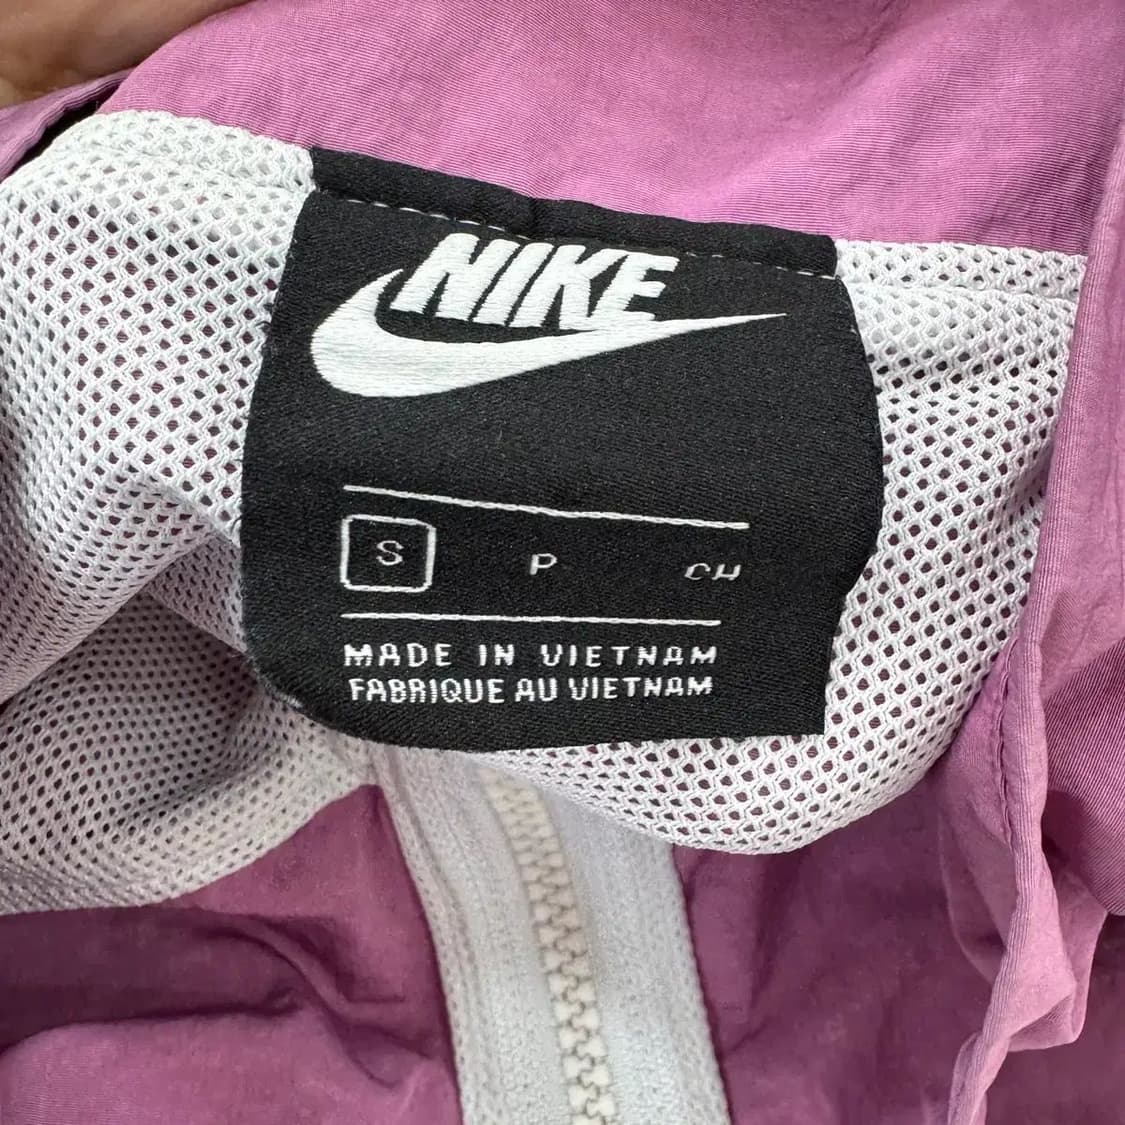 NIKE
S P CH
MADE IN VIETNAM
FABRIQUE AU VIETNAM